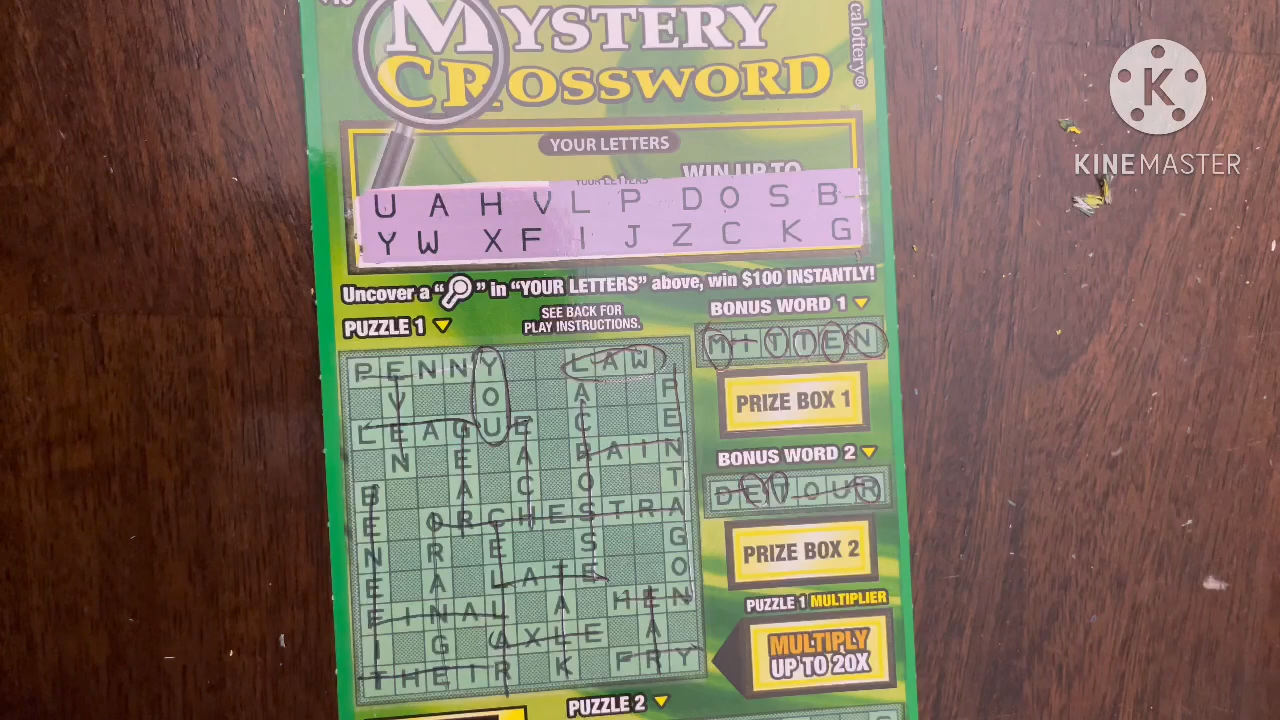 MYSTERY
CROSSWORD
calottery®
YOUR LETTERS
WIN UP TO
YOUR LETTERS
U A H V L P D O S B
Y W X F I J Z C K G
Uncover a " " in "YOUR LETTERS" above, win $100 INSTANTLY!
PUZZLE 1
SEE BACK FOR
PLAY INSTRUCTIONS.
BONUS WORD 1
MITTEN
PRIZE BOX 1
BONUS WORD 2
DETOUR
PRIZE BOX 2
PUZZLE 1 MULTIPLIER
MULTIPLY
UP TO 20X
PENNY LAW
V O A P
LEAGUE C E
N E A RAIN
B A C O T
E ORCHESTRA
N R E S G
E A LATE O
FINAL A HEN
I G AXLE A
THEIR K FRY
PUZZLE 2
K
KINEMASTER